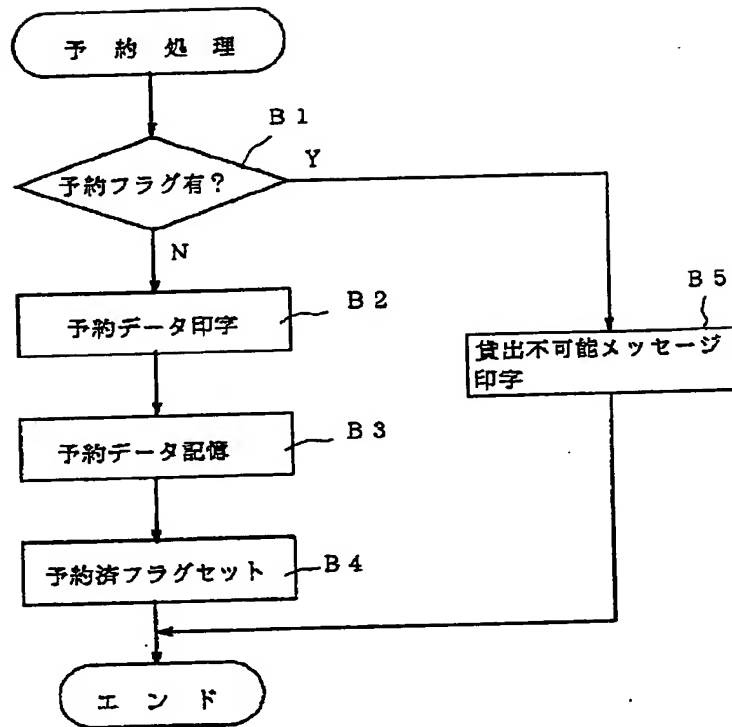 予約処理
B1
予約フラグ有？
Y
N
B2
予約データ印字
B5
貸出不可能メッセージ
印字
B3
予約データ記憶
B4
予約済フラグセット
エンド